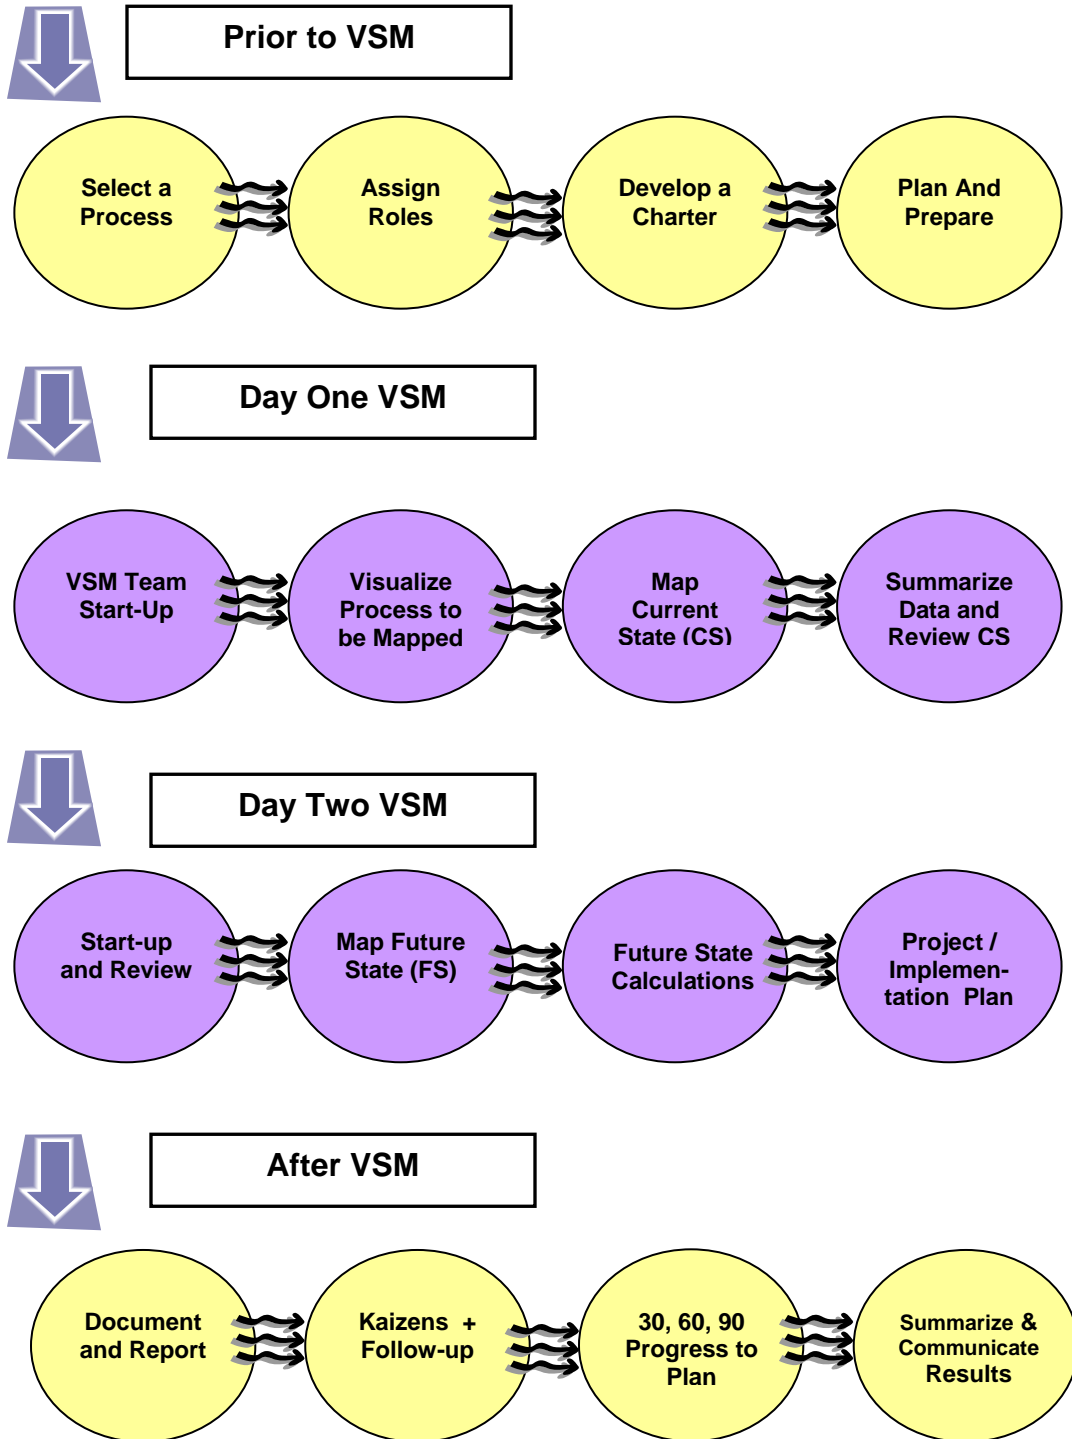 Prior to VSM
Select a
Process
Assign
Roles
Develop a
Charter
Plan And
Prepare
Day One VSM
VSM Team
Start-Up
Visualize
Process to
be Mapped
Map
Current
State (CS)
Summarize
Data and
Review CS
Day Two VSM
Start-up
and Review
Map Future
State (FS)
Future State
Calculations
Project /
Implemen-
tation Plan
After VSM
Document
and Report
Kaizens +
Follow-up
30, 60, 90
Progress to
Plan
Summarize &
Communicate
Results